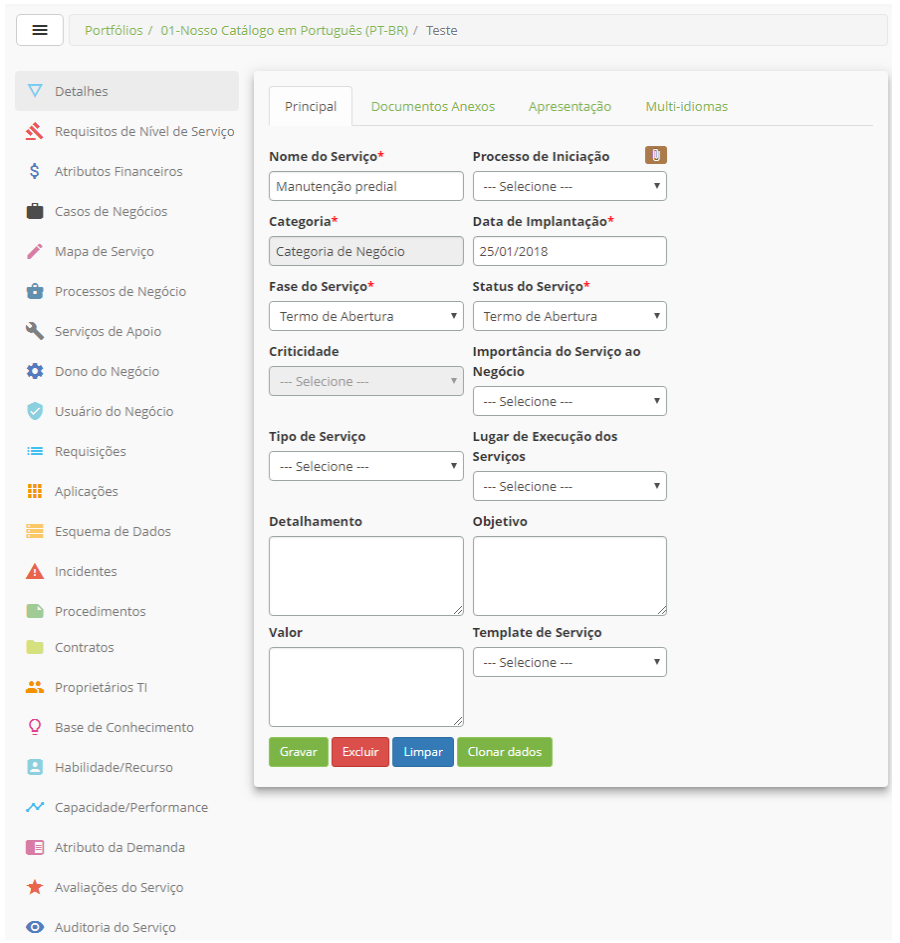 Portfólios / 01-Nosso Catálogo em Português (PT-BR) / Teste
Detalhes
Requisitos de Nível de Serviço
Atributos Financeiros
Casos de Negócios
Mapa de Serviço
Processos de Negócio
Serviços de Apoio
Dono do Negócio
Usuário do Negócio
Requisições
Aplicações
Esquema de Dados
Incidentes
Procedimentos
Contratos
Proprietários TI
Base de Conhecimento
Habilidade/Recurso
Capacidade/Performance
Atributo da Demanda
Avaliações do Serviço
Auditoria do Serviço
Principal Documentos Anexos Apresentação Multi-idiomas
Nome do Serviço* Processo de Iniciação
Manutenção predial --- Selecione ---
Categoria* Data de Implantação*
Categoria de Negócio 25/01/2018
Fase do Serviço* Status do Serviço*
Termo de Abertura Termo de Abertura
Criticidade Importância do Serviço ao
Negócio
--- Selecione --- --- Selecione ---
Tipo de Serviço Lugar de Execução dos
Serviços
--- Selecione --- --- Selecione ---
Detalhamento Objetivo
Valor Template de Serviço
--- Selecione ---
Gravar Excluir Limpar Clonar dados